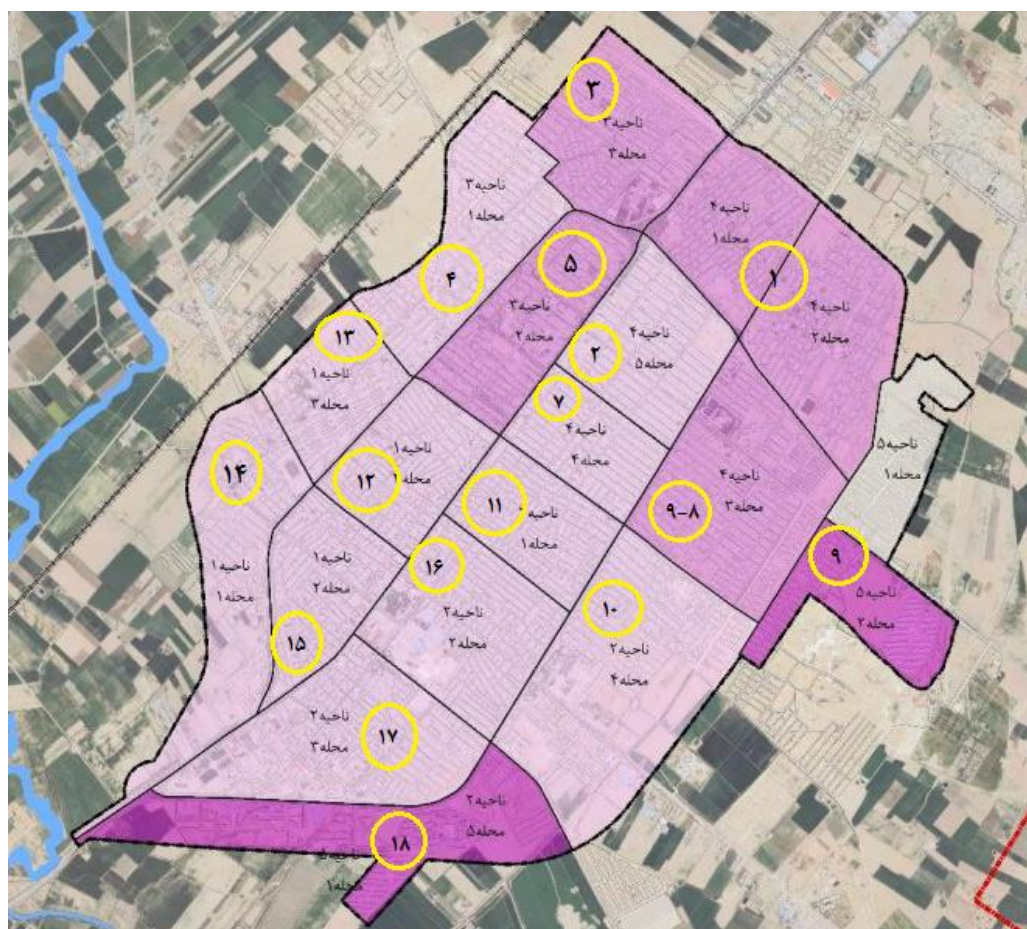 ۳
ناحیه۳
محله۳
ناحیه۳
محله۱
ناحیه۴
محله۱
۵
۱
۴
ناحیه۳
محله۲
ناحیه۴
محله۲
۱۳
ناحیه۴
محله۵
۲
ناحیه۱
محله۳
۷
ناحیه۴
محله۴
ناحیه۵
محله۱
ناحیه۱
۱۴
۱۲
محله
۱۱
ناحیه
محله۱
ناحیه۴
محله۳
۹-۸
۹
ناحیه۵
محله۲
ناحیه۱
محله۲
۱۶
ناحیه۱
محله۱
ناحیه۲
محله۲
۱۰
ناحیه۲
محله۴
۱۵
ناحیه۲
محله۳
۱۷
ناحیه۲
محله۵
۱۸
محله۱